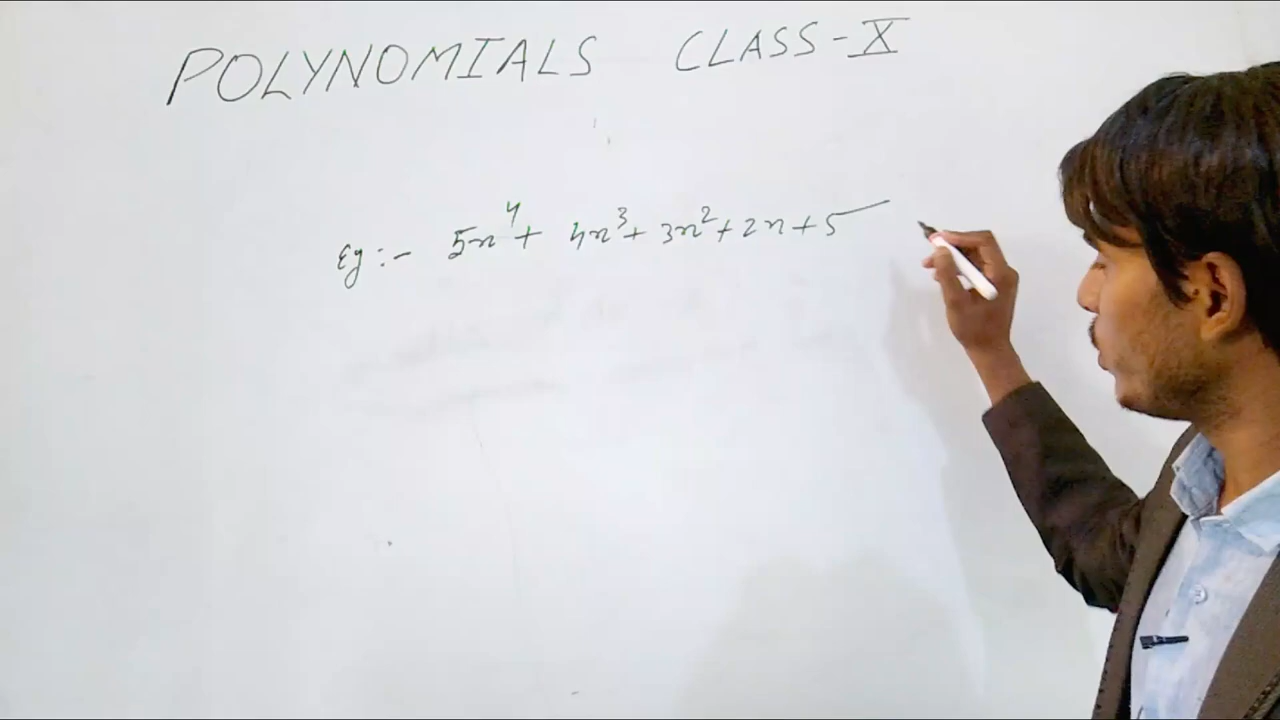 POLYNOMIALS CLASS-X
Eg :- 5x⁴ + 4x³ + 3x² + 2x + 5